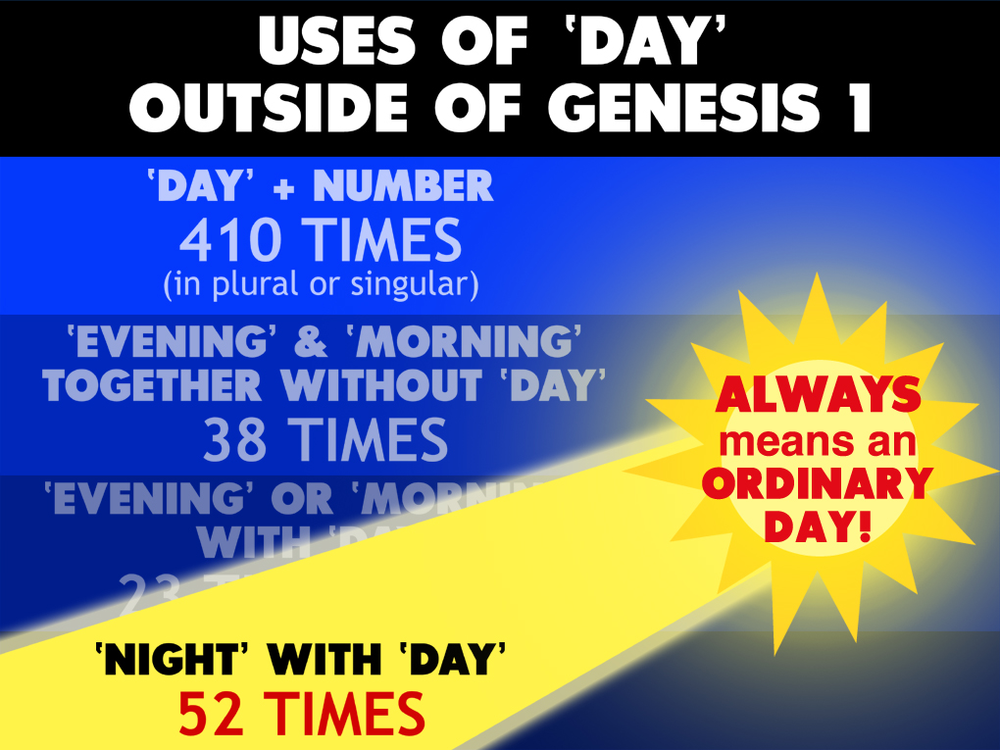 USES OF ‘DAY’
OUTSIDE OF GENESIS 1
‘DAY’ + NUMBER
410 TIMES
(in plural or singular)
‘EVENING’ & ‘MORNING’
TOGETHER WITHOUT ‘DAY’
38 TIMES
‘EVENING’ OR
WITH
23
‘NIGHT’ WITH ‘DAY’
52 TIMES
ALWAYS
means an
ORDINARY
DAY!